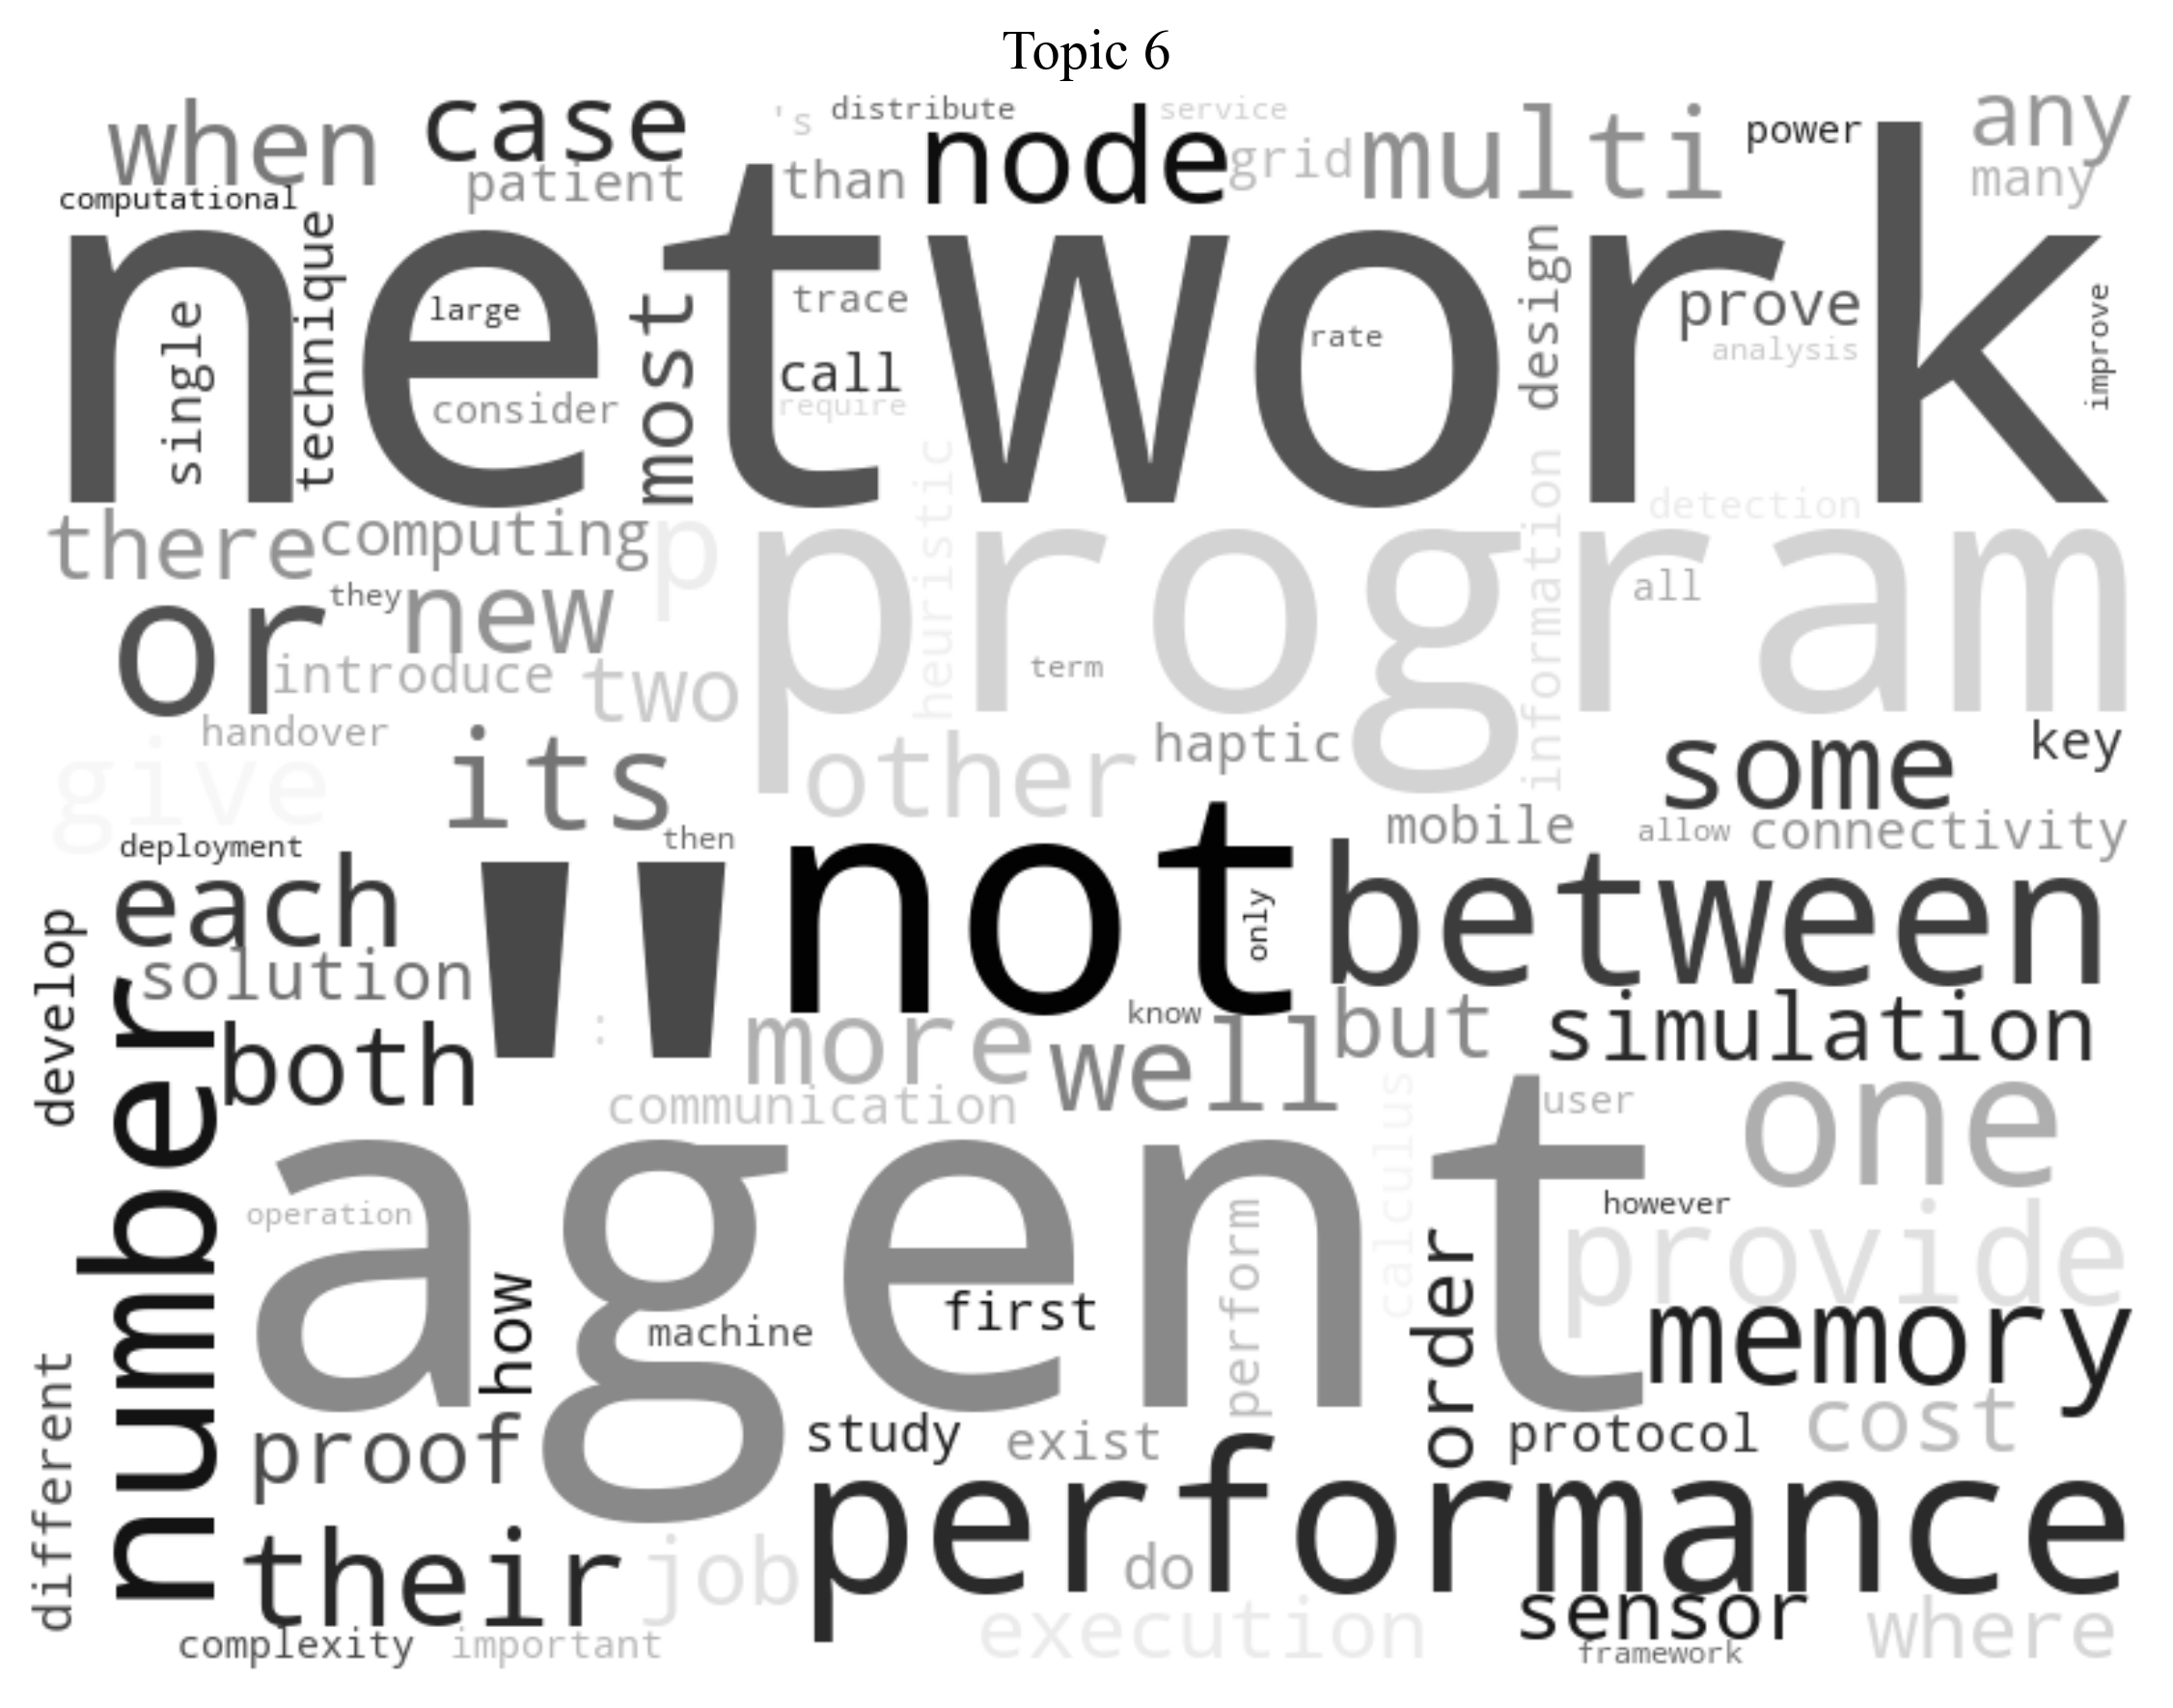 Topic 6
when
case
's
distribute
service
node
grid
multi
power
any
many
computational
patient
than
network
single
technique
large
consider
most
trace
call
require
rate
design
prove
analysis
improve
there
computing
p
program
heuristic
information
detection
all
or
they
new
introduce
two
term
handover
give
its
other
haptic
some
key
deployment
then
mobile
allow
connectivity
each
"
not
only
between
develop
solution
:
both
more
know
well
but
simulation
communication
calculus
user
one
number
agent
operation
how
machine
first
perform
order
however
provide
memory
different
proof
study
exist
protocol
cost
their
job
performance
do
execution
sensor
where
complexity
important
framework